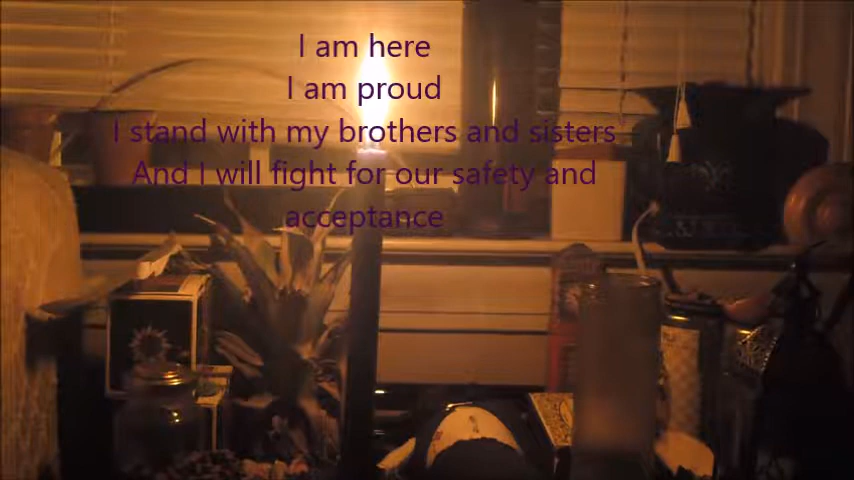 I am here
I am proud
I stand with my brothers and sisters
And I will fight for our safety and
acceptance